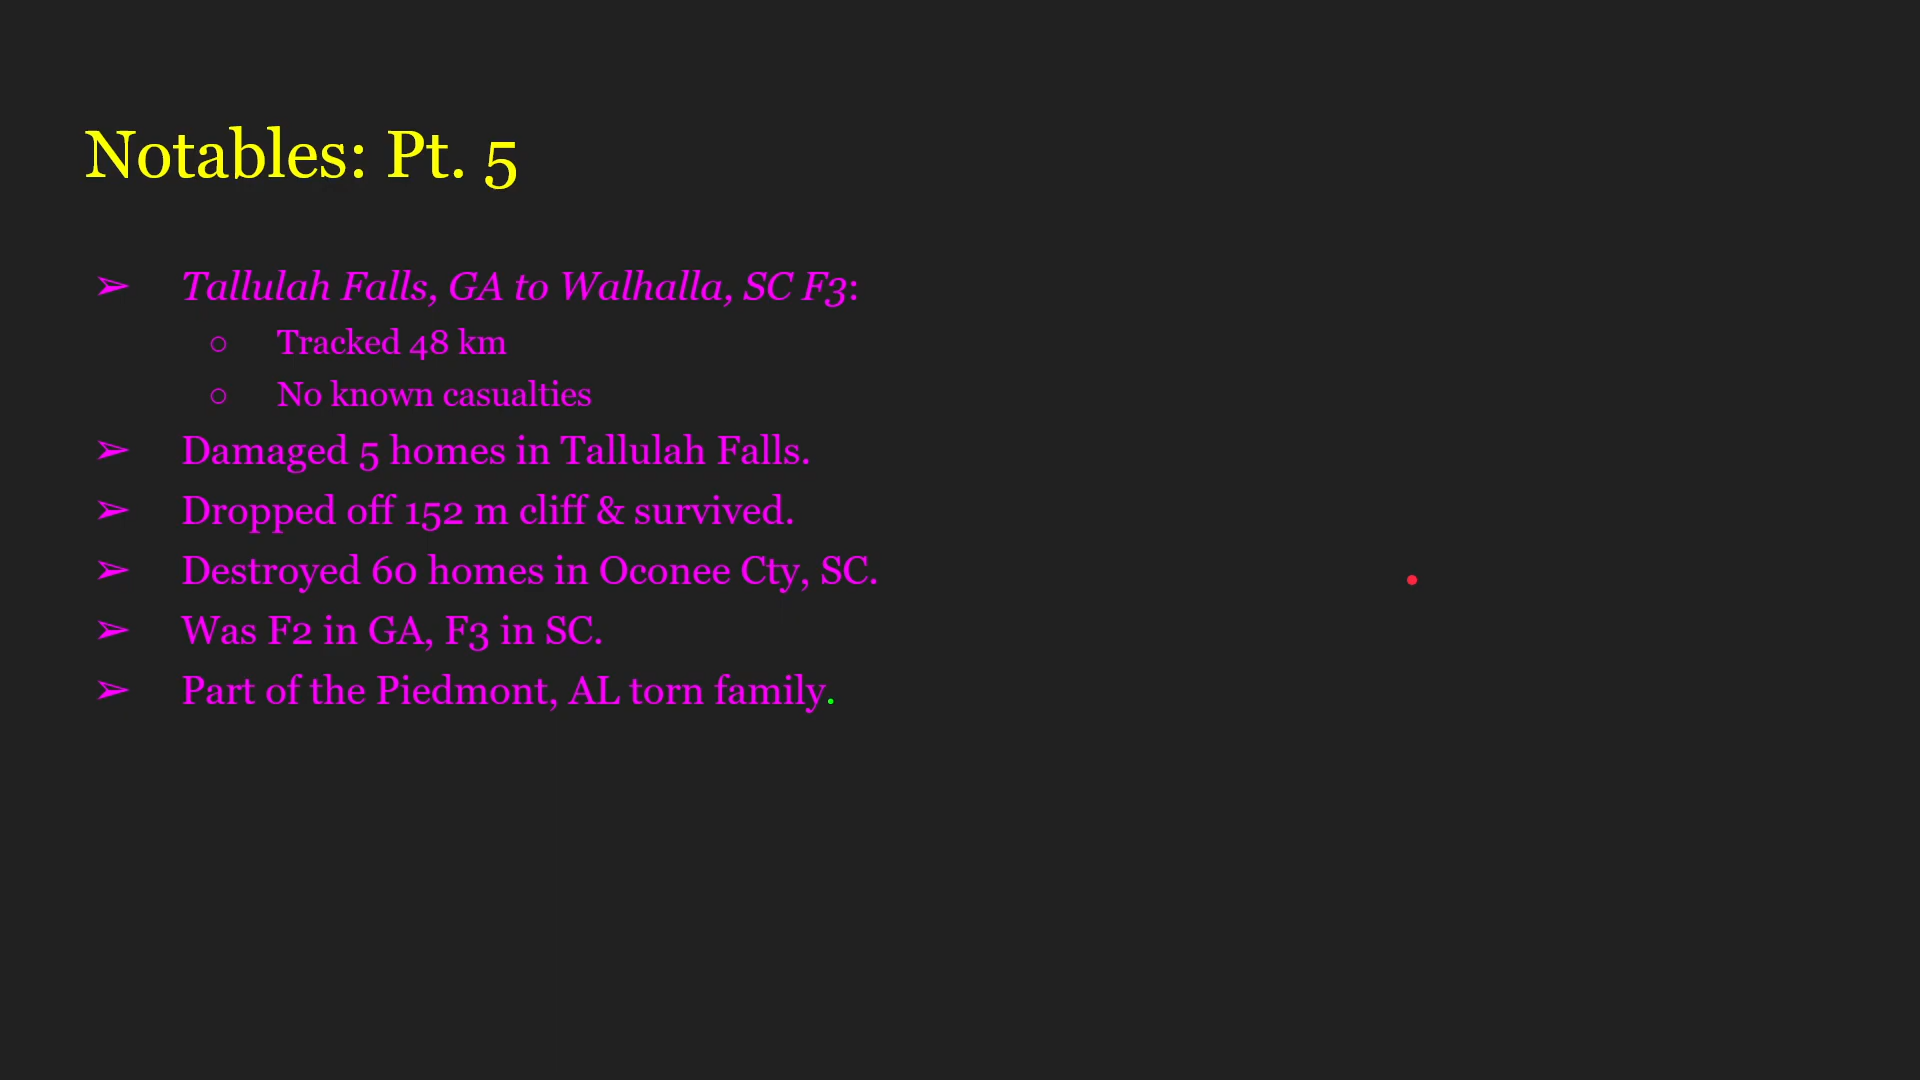 Notables: Pt. 5
➢ Tallulah Falls, GA to Walhalla, SC F3:
○ Tracked 48 km
○ No known casualties
➢ Damaged 5 homes in Tallulah Falls.
➢ Dropped off 152 m cliff & survived.
➢ Destroyed 60 homes in Oconee Cty, SC.
➢ Was F2 in GA, F3 in SC.
➢ Part of the Piedmont, AL torn family.